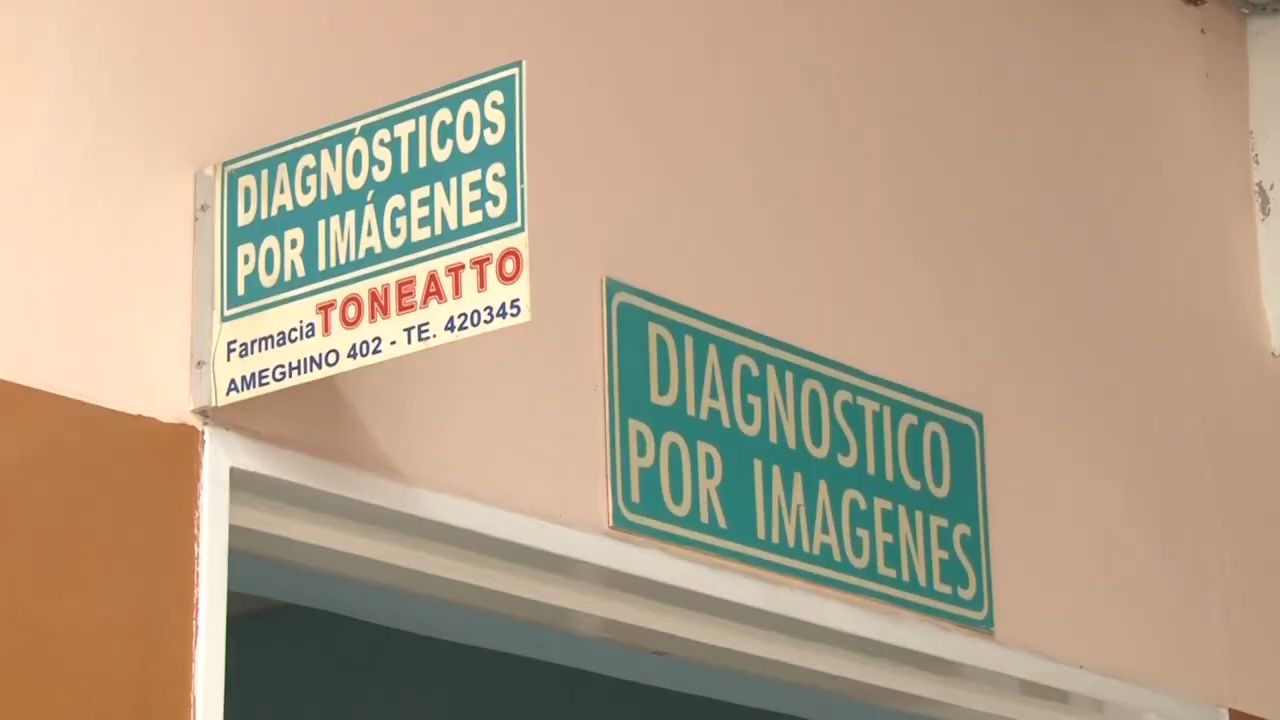 DIAGNÓSTICOS
POR IMÁGENES
Farmacia TONEATTO
AMEGHINO 402 - TE. 420345
DIAGNOSTICO
POR IMAGENES